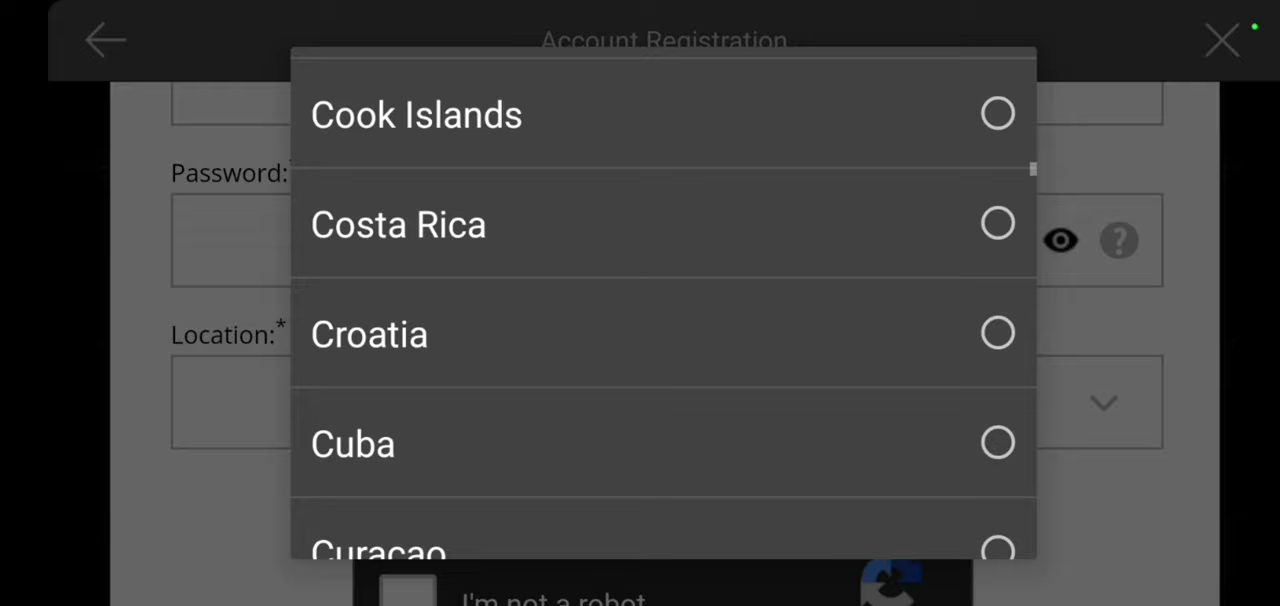 Account Registration
Cook Islands
Password:
Costa Rica
Location:*
Croatia
Cuba
Curacao
I'm not a robot